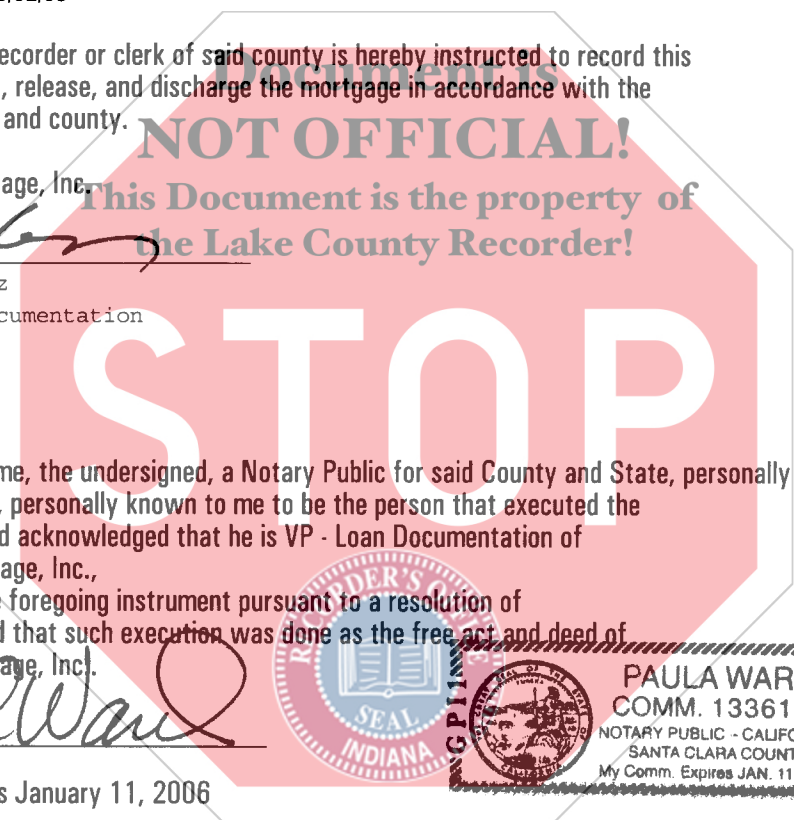 ecorder or clerk of said county is hereby instructed to record this
, release, and discharge the mortgage in accordance with the
and county.
Document is
NOT OFFICIAL!
This Document is the property of
the Lake County Recorder!
age, Inc.
z
cumentation
STOP
me, the undersigned, a Notary Public for said County and State, personally
, personally known to me to be the person that executed the
d acknowledged that he is VP - Loan Documentation of
age, Inc.,
e foregoing instrument pursuant to a resolution of
d that such execution was done as the free act and deed of
age, Inc.
RECORDER'S OFFICE
SEAL
INDIANA
GPI1
PAULA WAR
COMM. 13361
NOTARY PUBLIC - CALIFO
SANTA CLARA COUNT
My Comm. Expires JAN. 11
Ward
s January 11, 2006